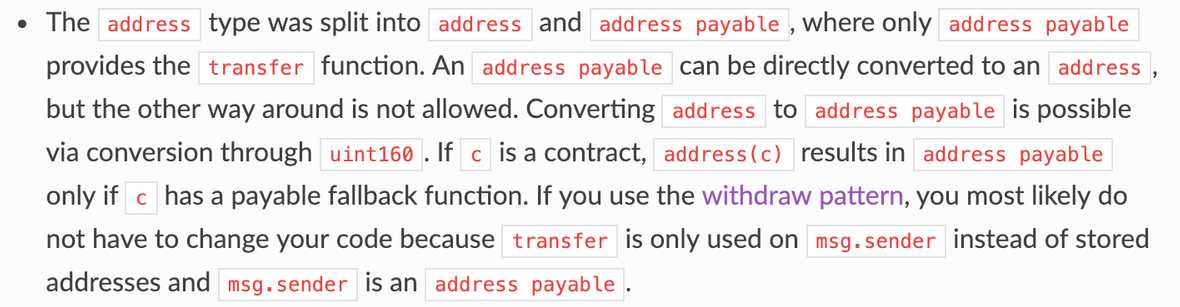 • The address type was split into address and address payable, where only address payable
provides the transfer function. An address payable can be directly converted to an address,
but the other way around is not allowed. Converting address to address payable is possible
via conversion through uint160. If c is a contract, address(c) results in address payable
only if c has a payable fallback function. If you use the withdraw pattern, you most likely do
not have to change your code because transfer is only used on msg.sender instead of stored
addresses and msg.sender is an address payable.